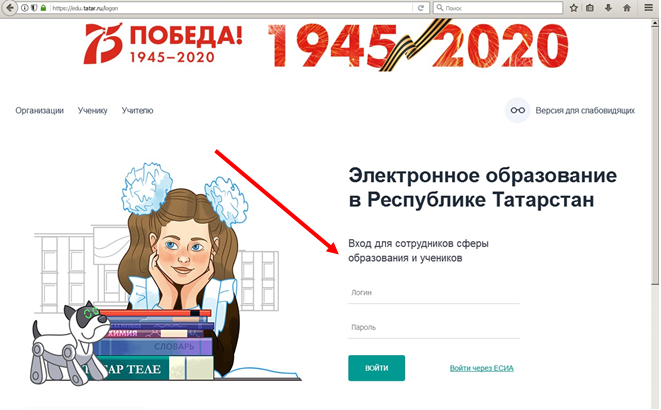 https://edu.tatar.ru/logon
Поиск
75 ПОБЕДА!
1945–2020
1945 2020
Организации Ученику Учителю
Версия для слабовидящих
Электронное образование
в Республике Татарстан
Вход для сотрудников сферы
образования и учеников
Логин
Пароль
ВОЙТИ
Войти через ЕСИА
ХИМИЯ
СЛОВАРЬ
ТАР ТЕЛЕ